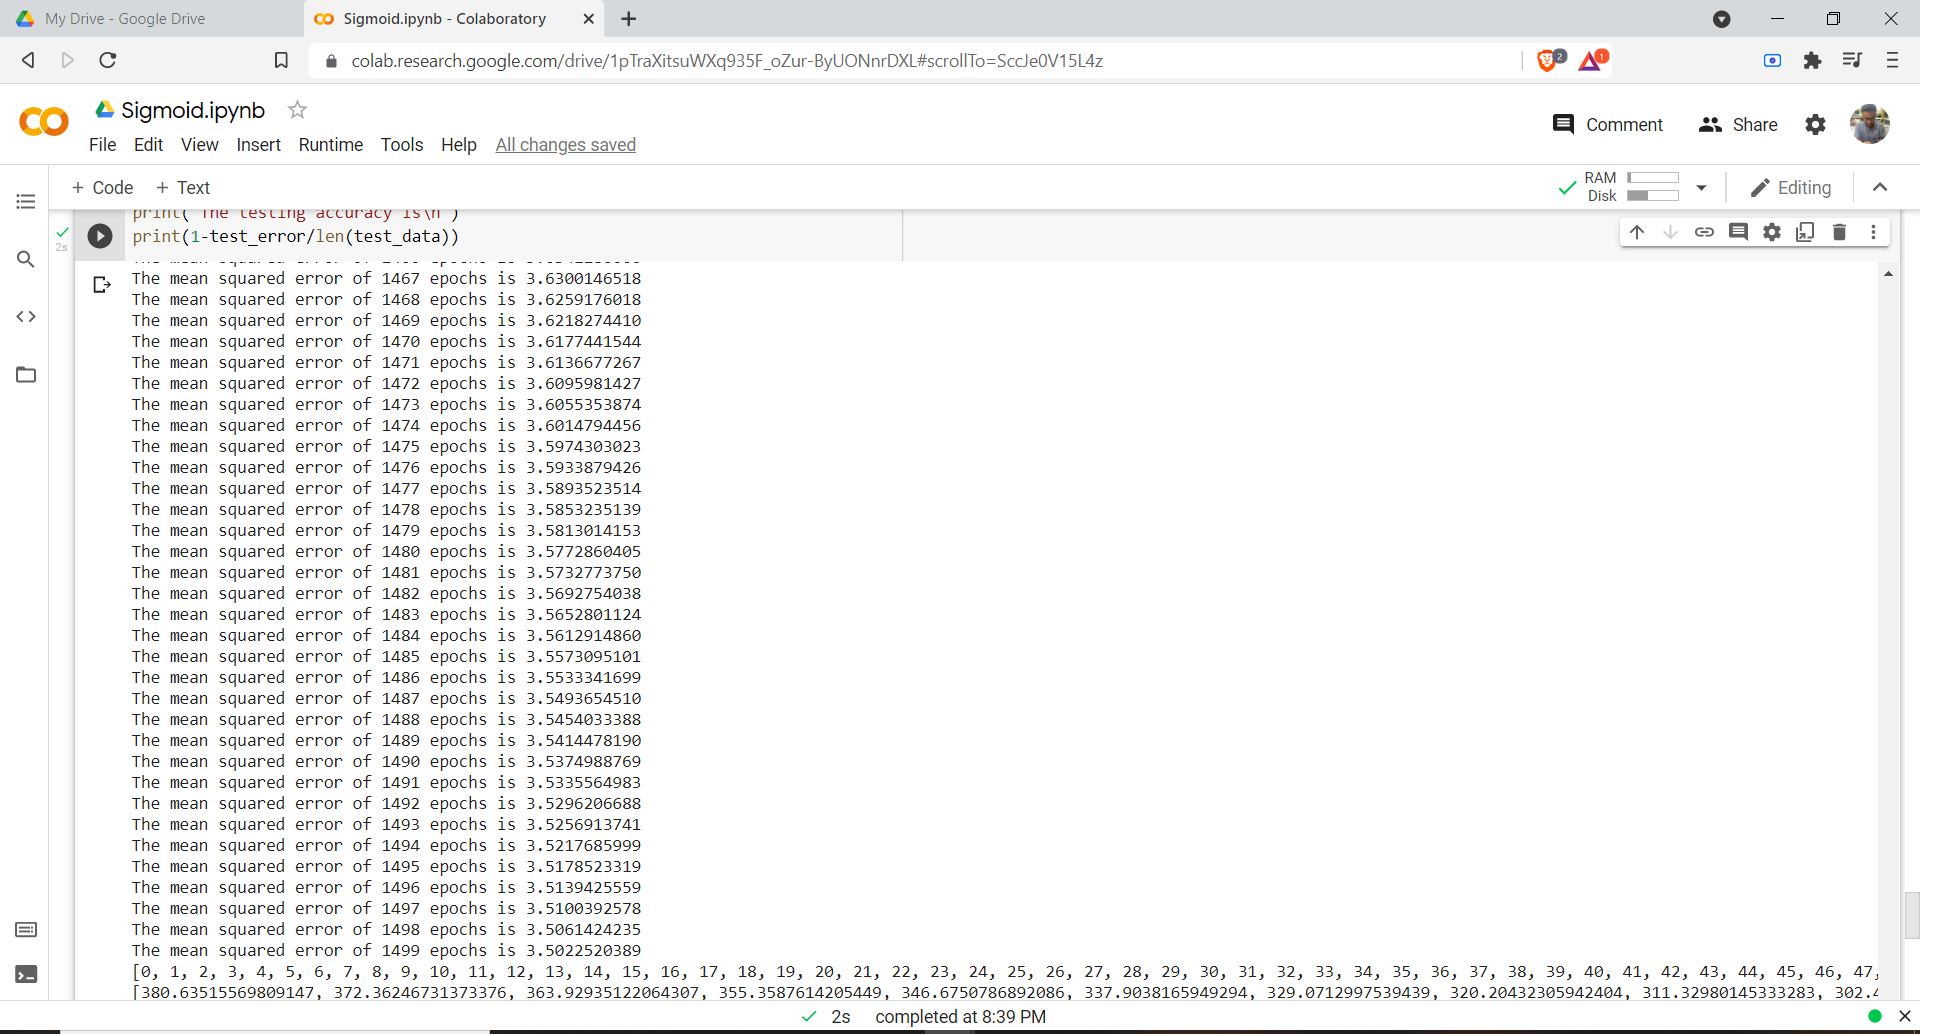 My Drive - Google Drive
Sigmoid.ipynb - Colaboratory
colab.research.google.com/drive/1pTraXitsuWXq935F_oZur-ByUONnrDXL#scrollTo=SccJe0V15L4z
2
1
Sigmoid.ipynb
Comment
Share
File Edit View Insert Runtime Tools Help All changes saved
+ Code + Text
RAM
Disk
Editing
print("The testing accuracy is\n")
2s
print(1-test_error/len(test_data))
The mean squared error of 1467 epochs is 3.6300146518
The mean squared error of 1468 epochs is 3.6259176018
The mean squared error of 1469 epochs is 3.6218274410
The mean squared error of 1470 epochs is 3.6177441544
The mean squared error of 1471 epochs is 3.6136677267
The mean squared error of 1472 epochs is 3.6095981427
The mean squared error of 1473 epochs is 3.6055353874
The mean squared error of 1474 epochs is 3.6014794456
The mean squared error of 1475 epochs is 3.5974303023
The mean squared error of 1476 epochs is 3.5933879426
The mean squared error of 1477 epochs is 3.5893523514
The mean squared error of 1478 epochs is 3.5853235139
The mean squared error of 1479 epochs is 3.5813014153
The mean squared error of 1480 epochs is 3.5772860405
The mean squared error of 1481 epochs is 3.5732773750
The mean squared error of 1482 epochs is 3.5692754038
The mean squared error of 1483 epochs is 3.5652801124
The mean squared error of 1484 epochs is 3.5612914860
The mean squared error of 1485 epochs is 3.5573095101
The mean squared error of 1486 epochs is 3.5533341699
The mean squared error of 1487 epochs is 3.5493654510
The mean squared error of 1488 epochs is 3.5454033388
The mean squared error of 1489 epochs is 3.5414478190
The mean squared error of 1490 epochs is 3.5374988769
The mean squared error of 1491 epochs is 3.5335564983
The mean squared error of 1492 epochs is 3.5296206688
The mean squared error of 1493 epochs is 3.5256913741
The mean squared error of 1494 epochs is 3.5217685999
The mean squared error of 1495 epochs is 3.5178523319
The mean squared error of 1496 epochs is 3.5139425559
The mean squared error of 1497 epochs is 3.5100392578
The mean squared error of 1498 epochs is 3.5061424235
The mean squared error of 1499 epochs is 3.5022520389
[0, 1, 2, 3, 4, 5, 6, 7, 8, 9, 10, 11, 12, 13, 14, 15, 16, 17, 18, 19, 20, 21, 22, 23, 24, 25, 26, 27, 28, 29, 30, 31, 32, 33, 34, 35, 36, 37, 38, 39, 40, 41, 42, 43, 44, 45, 46, 47,
[380.63515569809147, 372.36246731373376, 363.92935122064307, 355.3587614205449, 346.6750786892086, 337.9038165949294, 329.0712997539439, 320.20432305942404, 311.32980145333283, 302.4
2s completed at 8:39 PM